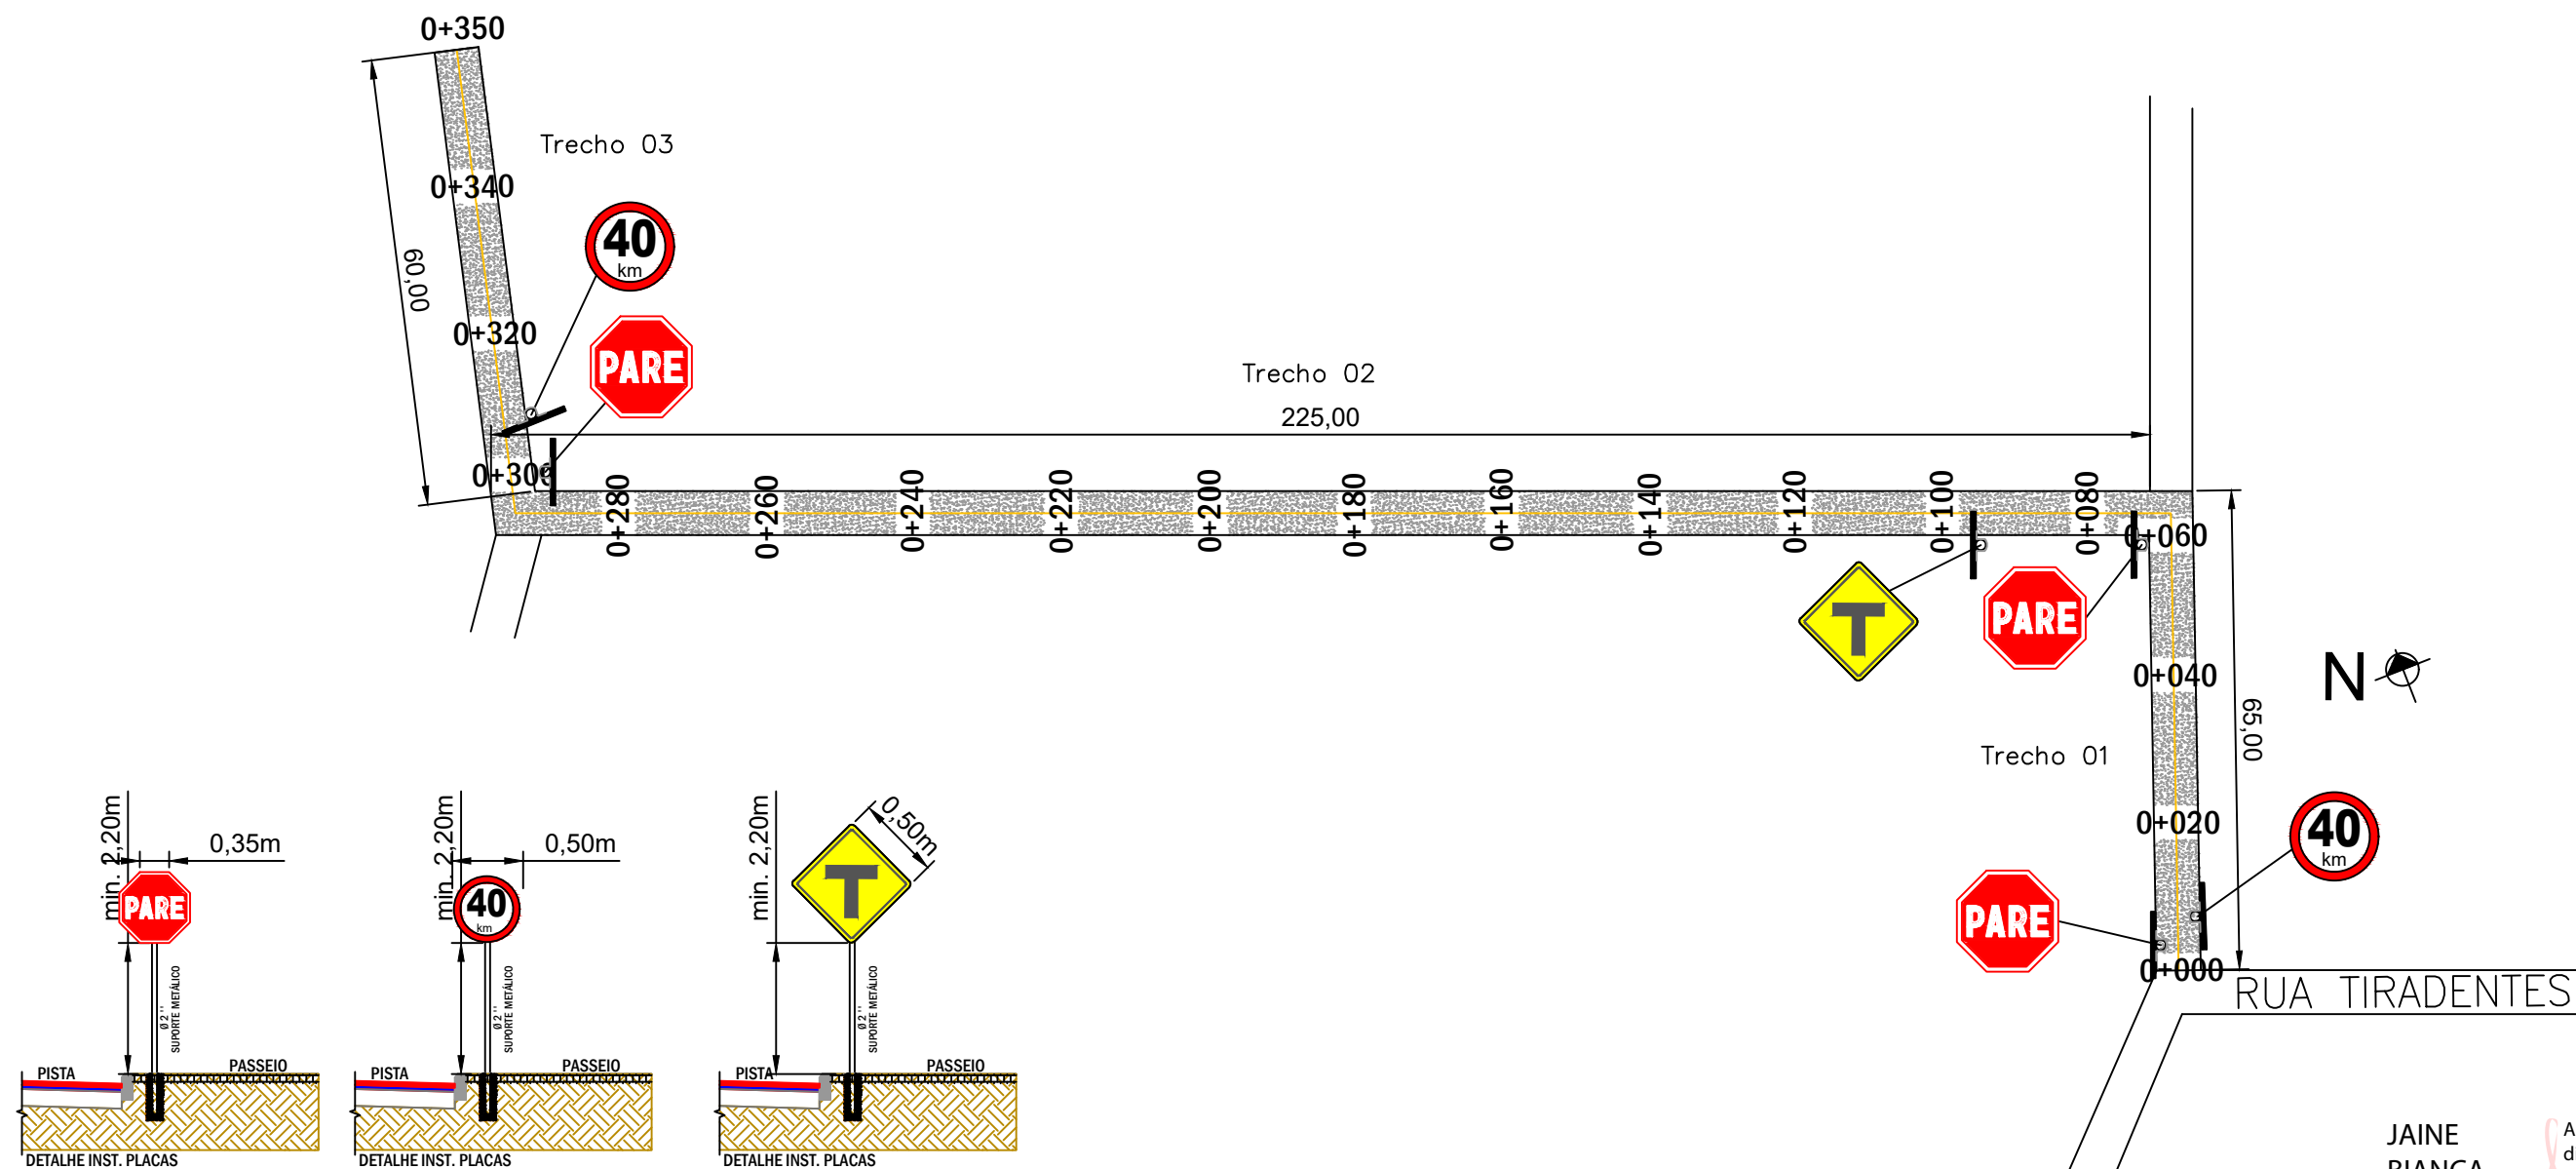 0+350
Trecho 03
0+340
40
km
60,00
0+320
PARE
Trecho 02
225,00
0+300
0+280
0+260
0+240
0+220
0+200
0+180
0+160
0+140
0+120
0+100
0+080
0+060
PARE
0+040
N
65,00
Trecho 01
0+020
40
km
PARE
0+000
RUA TIRADENTES
min. 2,20m
0,35m
PARE
Ø 2''
SUPORTE METÁLICO
PISTA
PASSEIO
DETALHE INST. PLACAS
min. 2,20m
0,50m
40
km
Ø 2''
SUPORTE METÁLICO
PISTA
PASSEIO
DETALHE INST. PLACAS
min. 2,20m
0,50m
Ø 2''
SUPORTE METÁLICO
PISTA
PASSEIO
DETALHE INST. PLACAS
JAINE
BIANCA
A
d